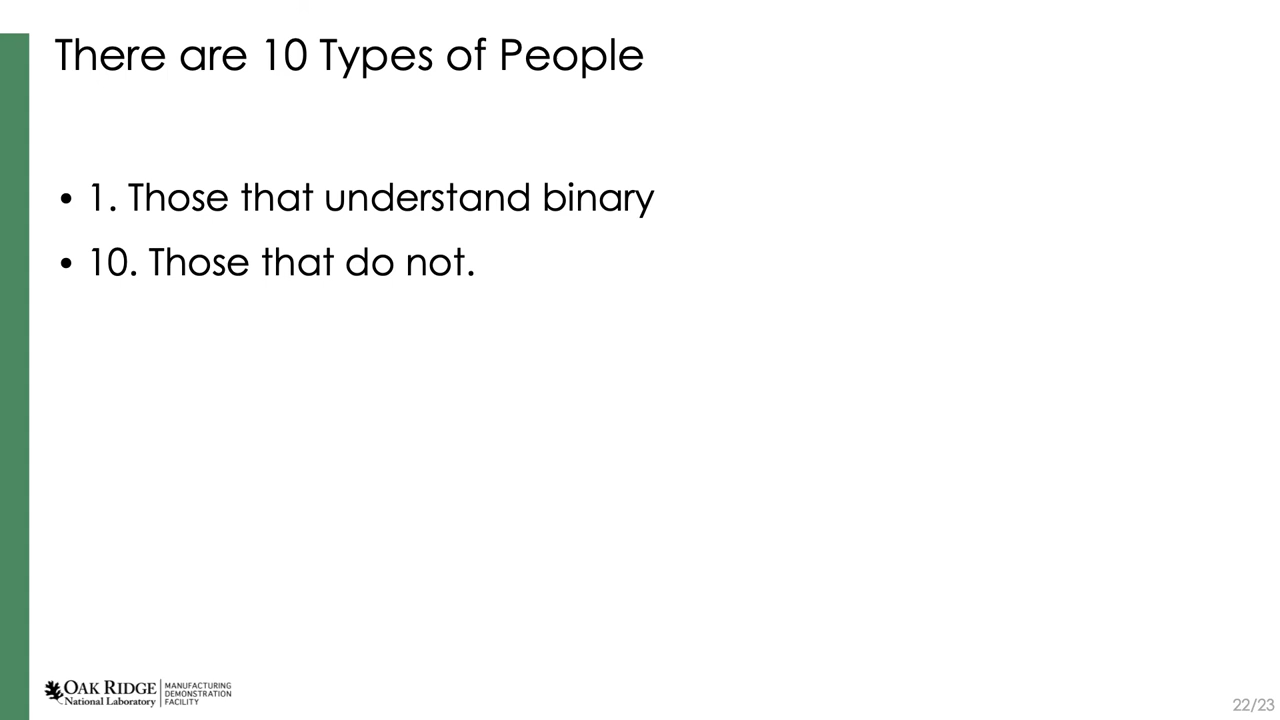 There are 10 Types of People
• 1. Those that understand binary
• 10. Those that do not.
OAK RIDGE
National Laboratory
MANUFACTURING
DEMONSTRATION
FACILITY
22/23